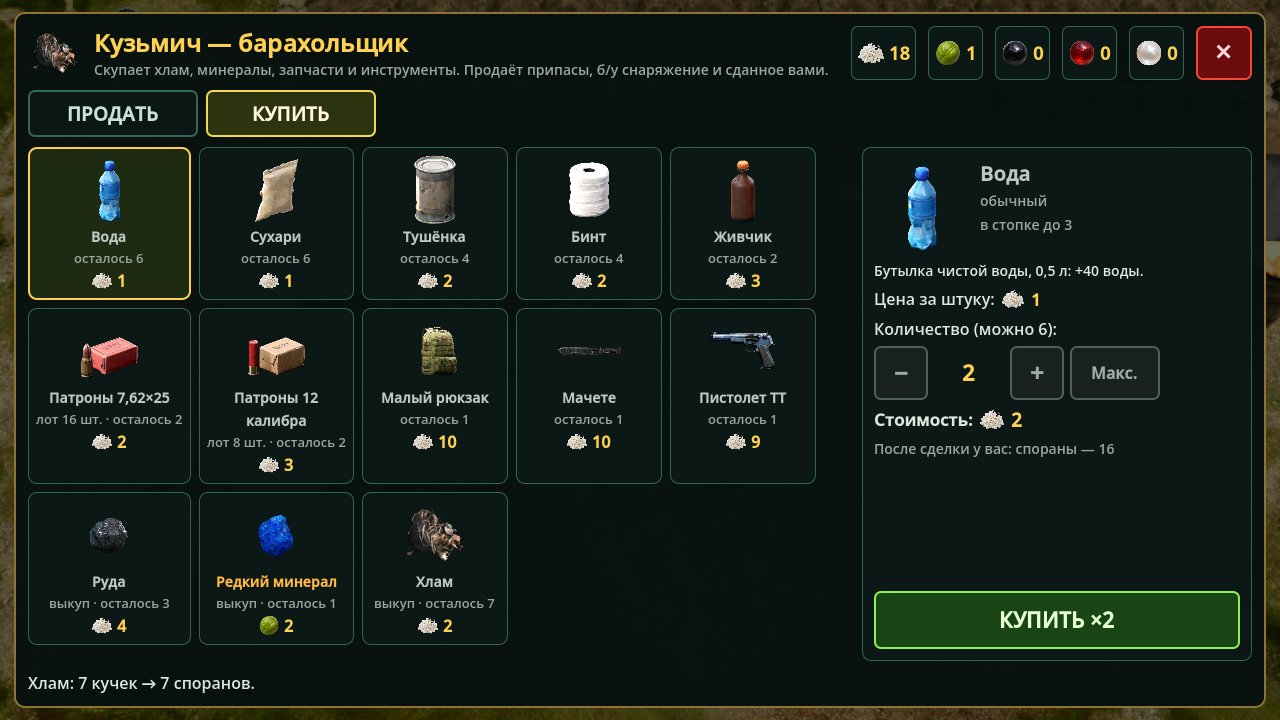 Кузьмич — барахольщик
Скупает хлам, минералы, запчасти и инструменты. Продаёт припасы, б/у снаряжение и сданное вами.
18
1
0
0
0
✕
ПРОДАТЬ
КУПИТЬ
Вода
осталось 6
1
Сухари
осталось 6
1
Тушёнка
осталось 4
2
Бинт
осталось 4
2
Живчик
осталось 2
3
Патроны 7,62×25
лот 16 шт. · осталось 2
2
Патроны 12
калибра
лот 8 шт. · осталось 2
3
Малый рюкзак
осталось 1
10
Мачете
осталось 1
10
Пистолет ТТ
осталось 1
9
Руда
выкуп · осталось 3
4
Редкий минерал
выкуп · осталось 1
2
Хлам
выкуп · осталось 7
2
Вода
обычный
в стопке до 3
Бутылка чистой воды, 0,5 л: +40 воды.
Цена за штуку: 1
Количество (можно 6):
− 2 + Макс.
Стоимость: 2
После сделки у вас: спораны — 16
КУПИТЬ ×2
Хлам: 7 кучек → 7 споранов.